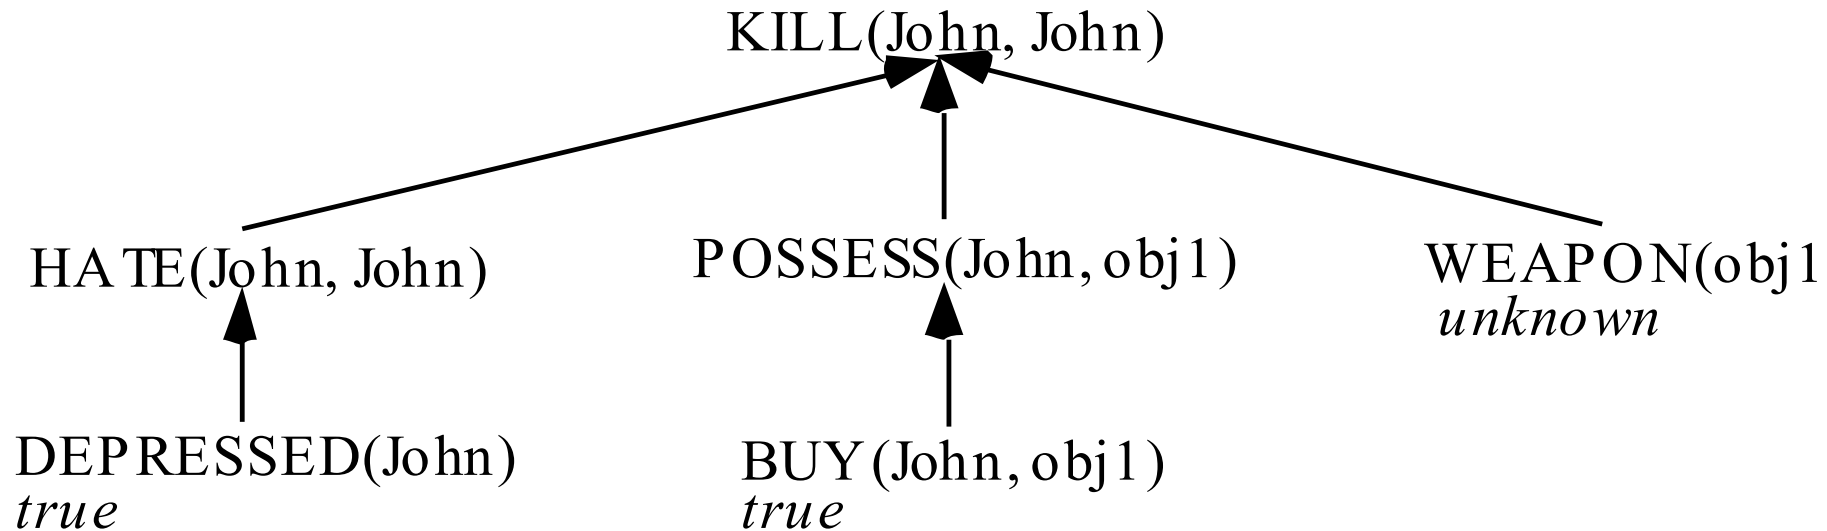 KILL(John, John)
HATE(John, John)
POSSESS(John, obj1)
WEAPON(obj1
unknown
DEPRESSED(John)
true
BUY(John, obj1)
true